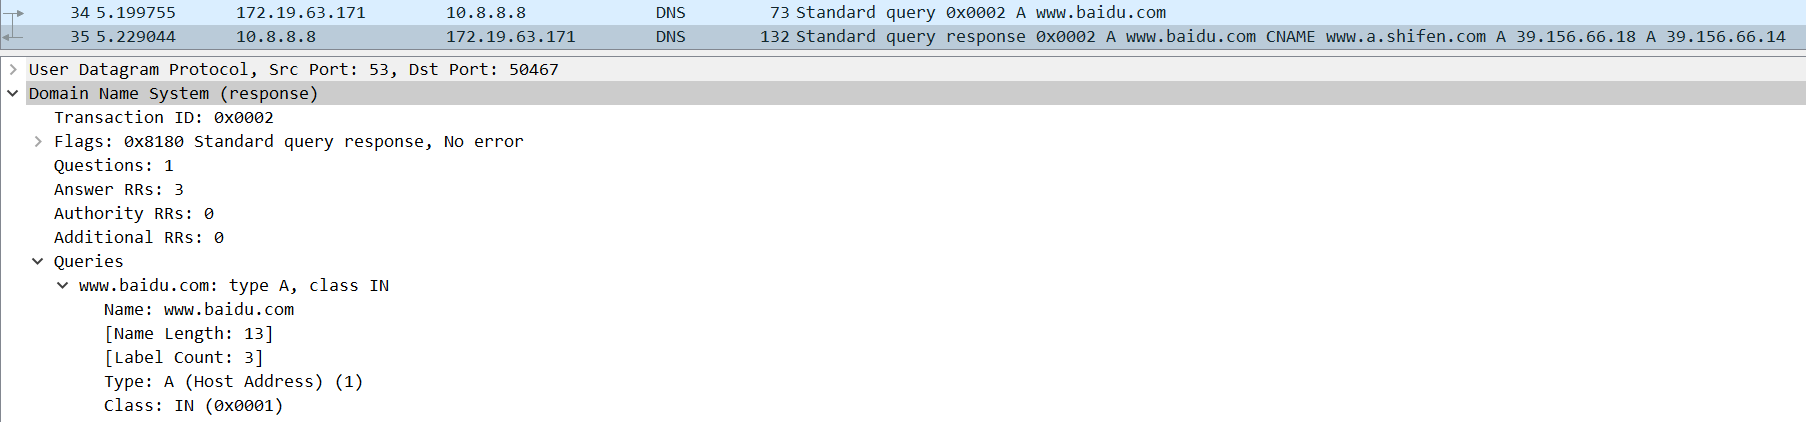 34 5.199755 172.19.63.171 10.8.8.8 DNS 73 Standard query 0x0002 A www.baidu.com
35 5.229044 10.8.8.8 172.19.63.171 DNS 132 Standard query response 0x0002 A www.baidu.com CNAME www.a.shifen.com A 39.156.66.18 A 39.156.66.14
User Datagram Protocol, Src Port: 53, Dst Port: 50467
Domain Name System (response)
Transaction ID: 0x0002
Flags: 0x8180 Standard query response, No error
Questions: 1
Answer RRs: 3
Authority RRs: 0
Additional RRs: 0
Queries
www.baidu.com: type A, class IN
Name: www.baidu.com
[Name Length: 13]
[Label Count: 3]
Type: A (Host Address) (1)
Class: IN (0x0001)